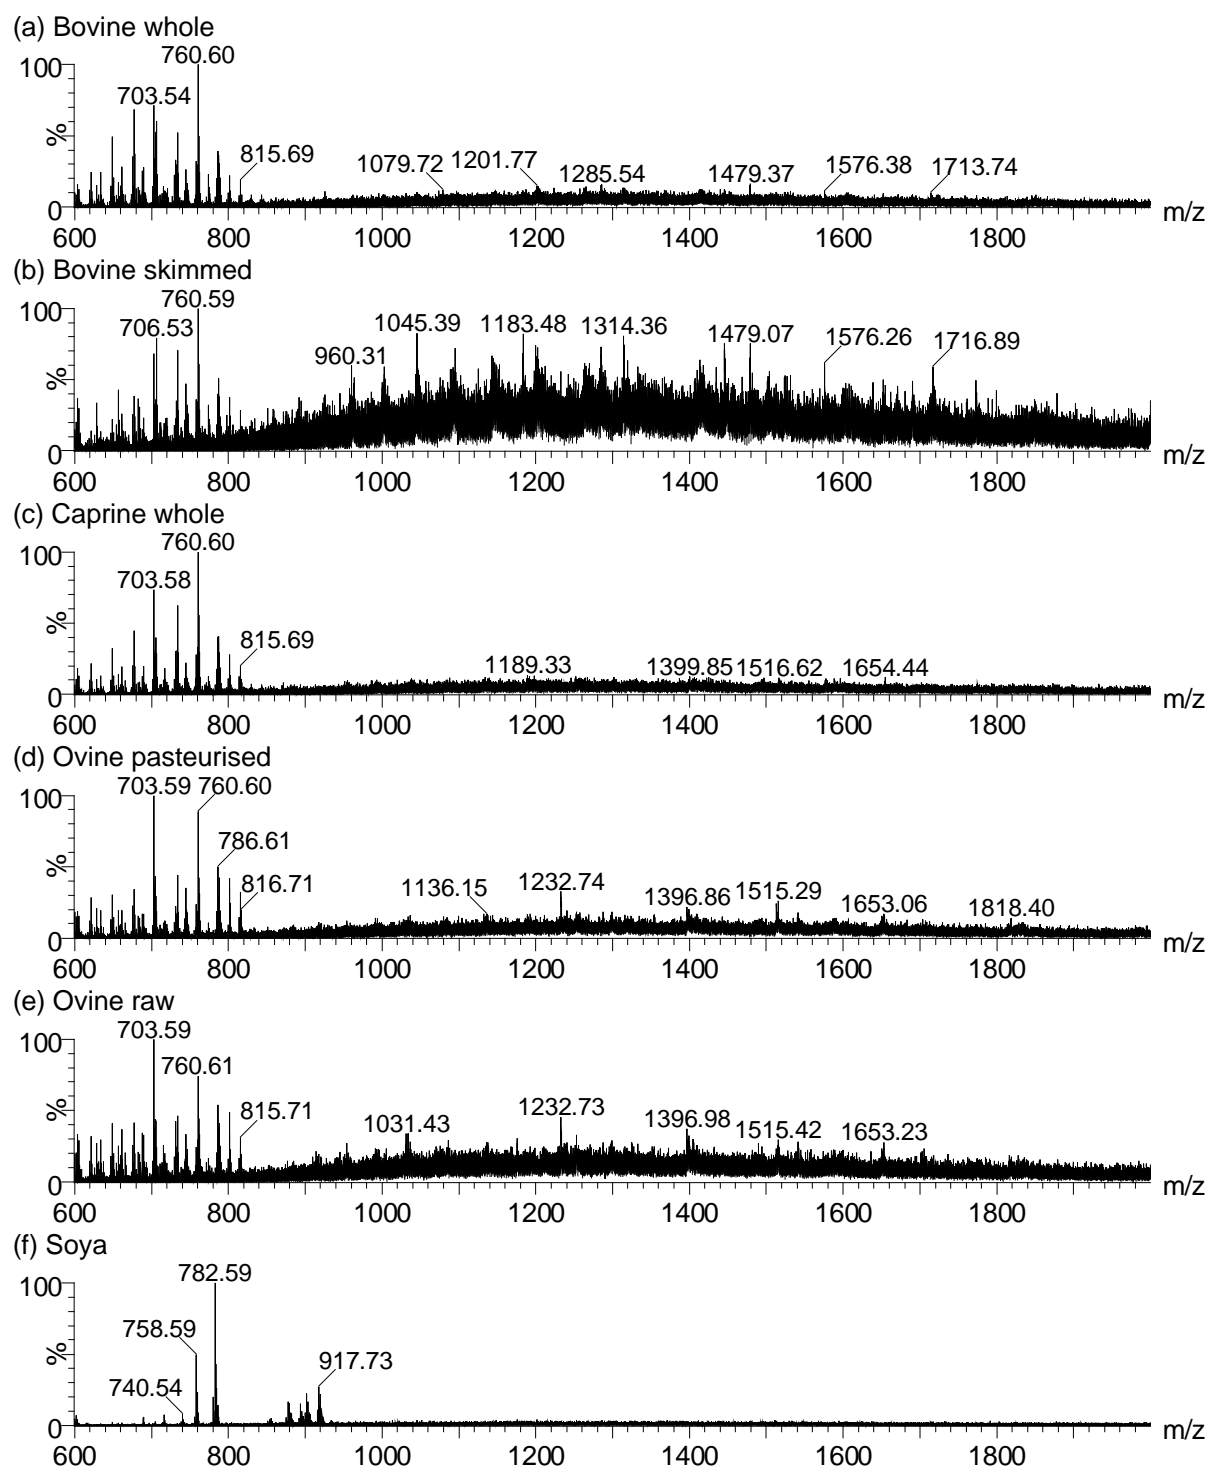 (a) Bovine whole
760.60
100
703.54
%
815.69
1079.72 1201.77 1285.54 1479.37 1576.38 1713.74
0
m/z
600 800 1000 1200 1400 1600 1800
(b) Bovine skimmed
760.59
100
706.53
%
960.31 1045.39 1183.48 1314.36 1479.07 1576.26 1716.89
0
m/z
600 800 1000 1200 1400 1600 1800
(c) Caprine whole
760.60
100
703.58
%
815.69
1189.33 1399.85 1516.62 1654.44
0
m/z
600 800 1000 1200 1400 1600 1800
(d) Ovine pasteurised
703.59 760.60
100
786.61
%
816.71
1136.15 1232.74 1396.86 1515.29 1653.06 1818.40
0
m/z
600 800 1000 1200 1400 1600 1800
(e) Ovine raw
703.59
100
760.61
%
815.71
1031.43 1232.73 1396.98 1515.42 1653.23
0
m/z
600 800 1000 1200 1400 1600 1800
(f) Soya
782.59
100
758.59
%
917.73
740.54
0
m/z
600 800 1000 1200 1400 1600 1800